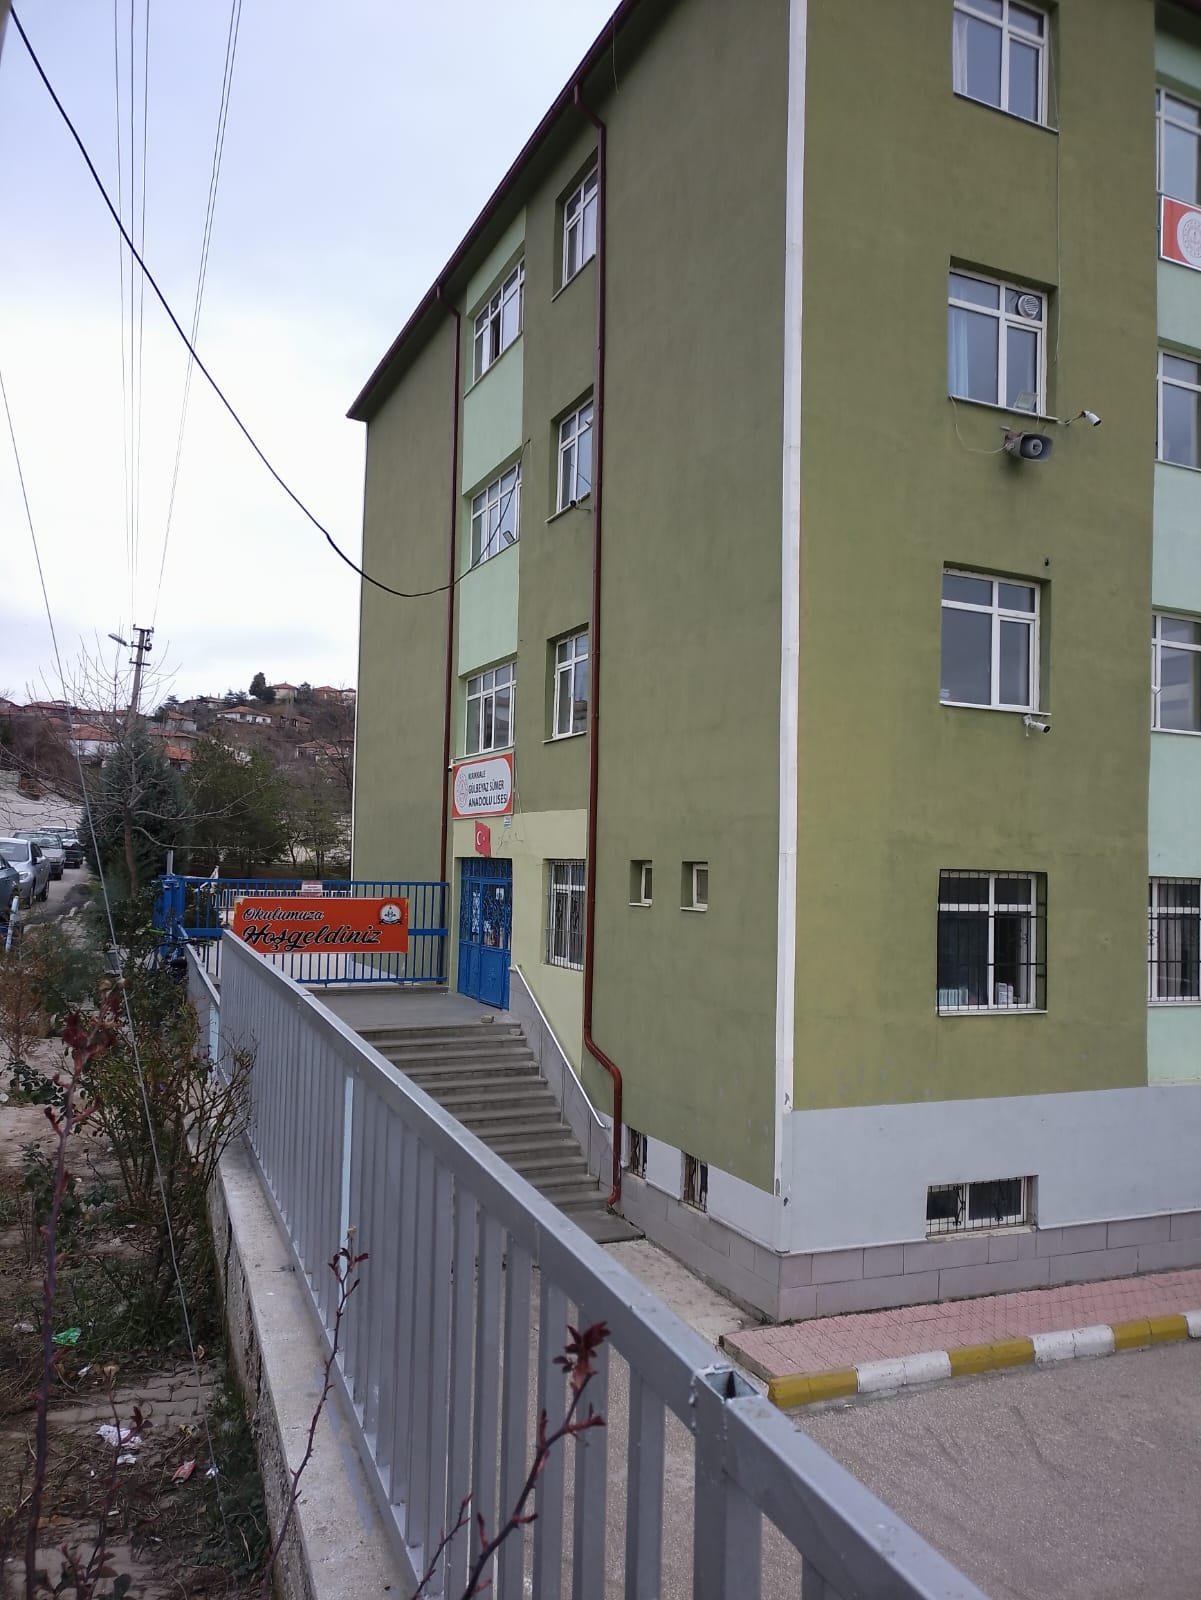 KIRIKKALE
GÜLBEYAZ SÜMER
ANADOLU LİSESİ
Okulumuza
Hoşgeldiniz